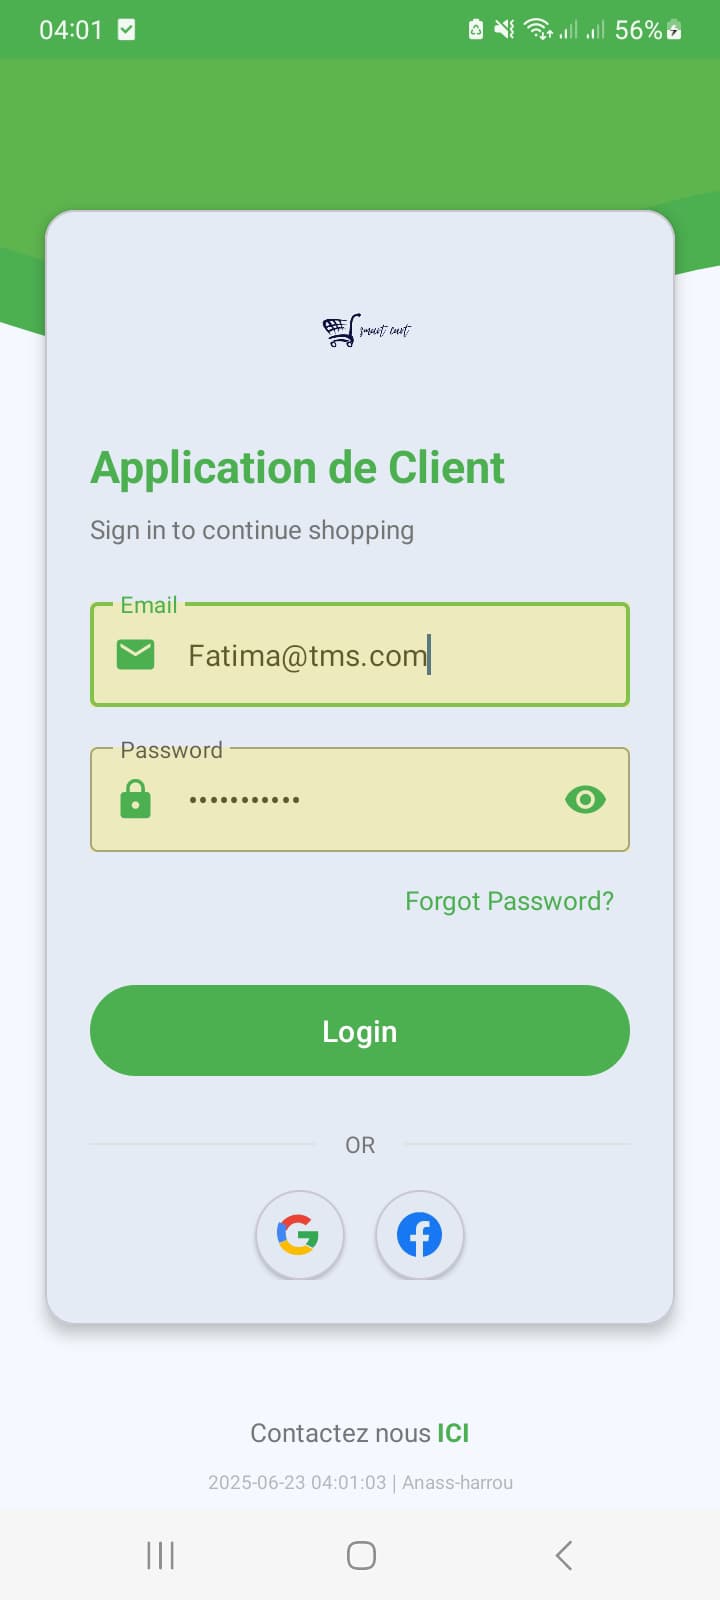 04:01
56%
smart cart
Application de Client
Sign in to continue shopping
Email
Fatima@tms.com
Password
•••••••••••
Forgot Password?
Login
OR
Contactez nous ICI
2025-06-23 04:01:03 | Anass-harrou